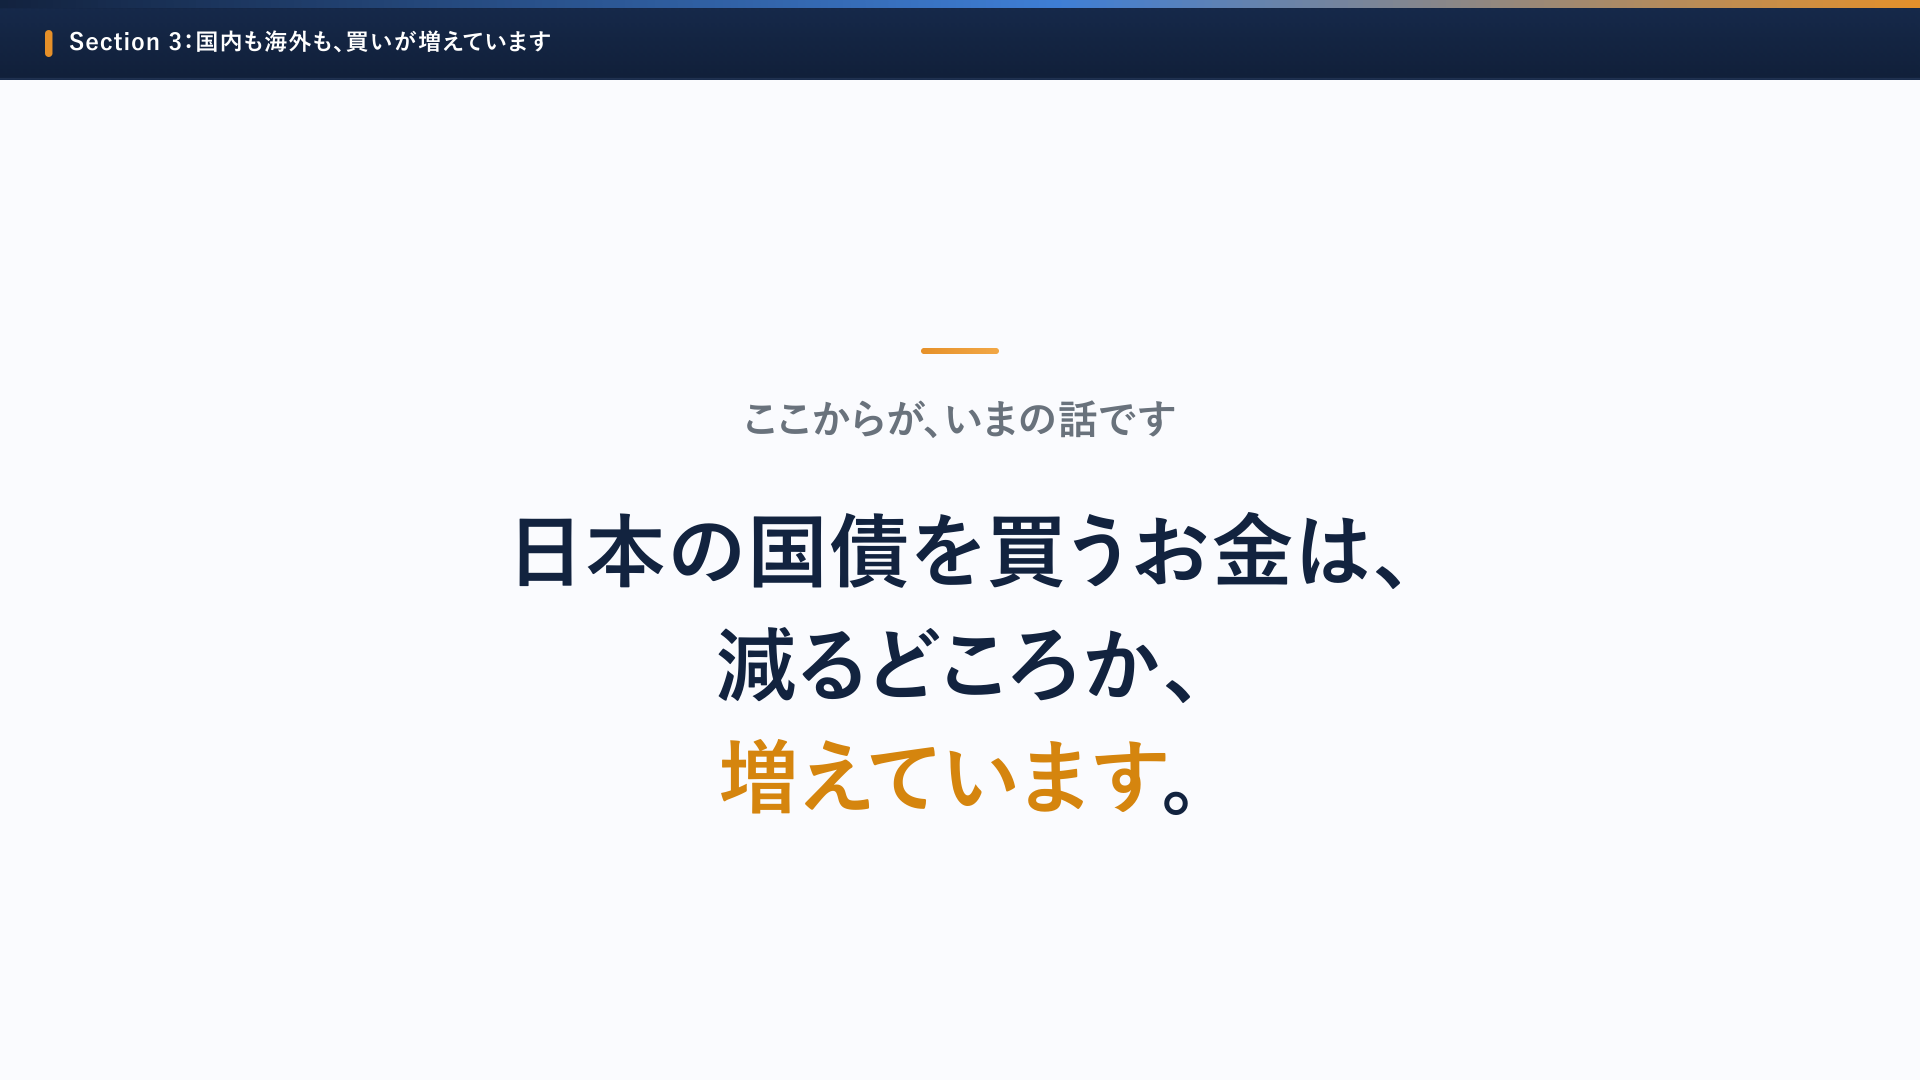 Section 3：国内も海外も、買いが増えています
ここからが、いまの話です
日本の国債を買うお金は、
減るどころか、
増えています。